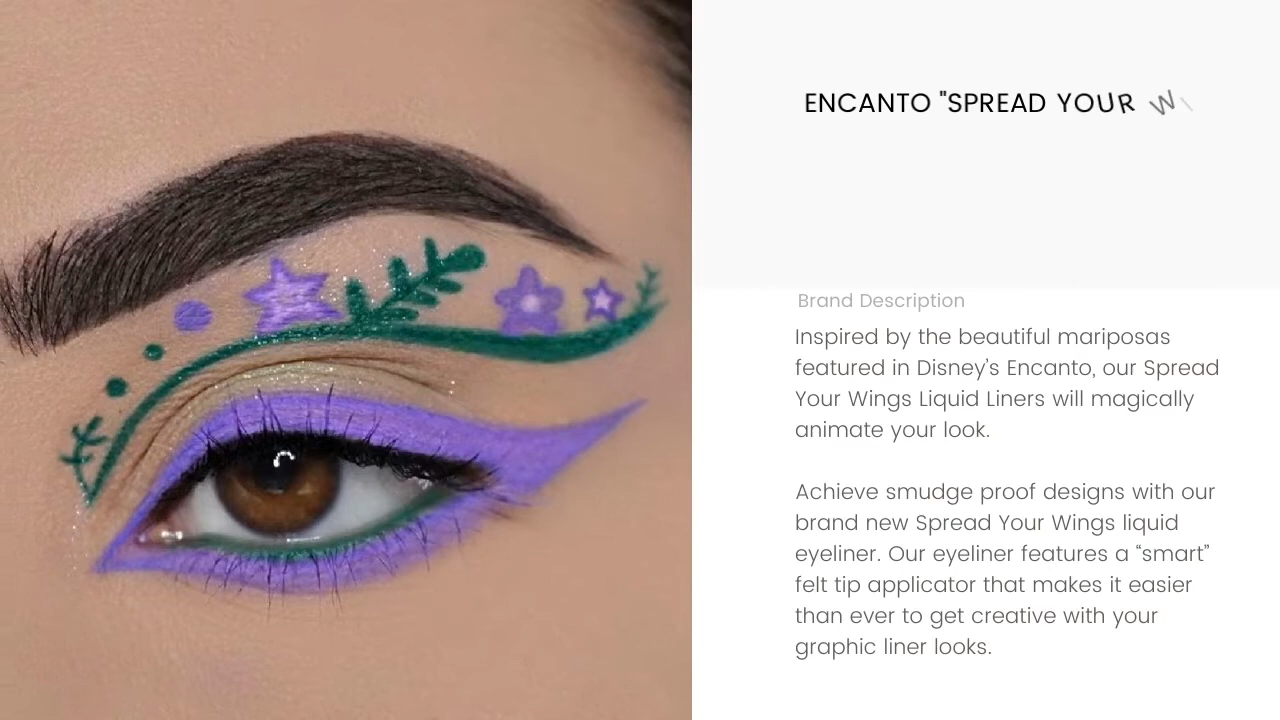 ENCANTO "SPREAD YOUR W
Brand Description
Inspired by the beautiful mariposas
featured in Disney’s Encanto, our Spread
Your Wings Liquid Liners will magically
animate your look.
Achieve smudge proof designs with our
brand new Spread Your Wings liquid
eyeliner. Our eyeliner features a “smart”
felt tip applicator that makes it easier
than ever to get creative with your
graphic liner looks.